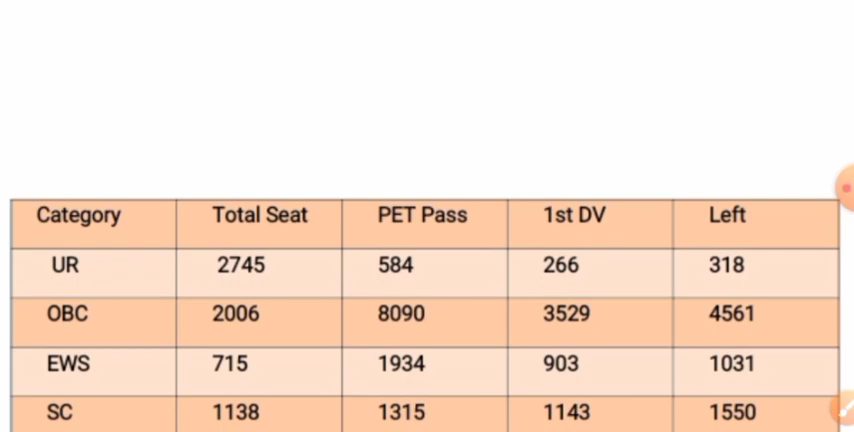 Category Total Seat PET Pass 1st DV Left
UR 2745 584 266 318
OBC 2006 8090 3529 4561
EWS 715 1934 903 1031
SC 1138 1315 1143 1550